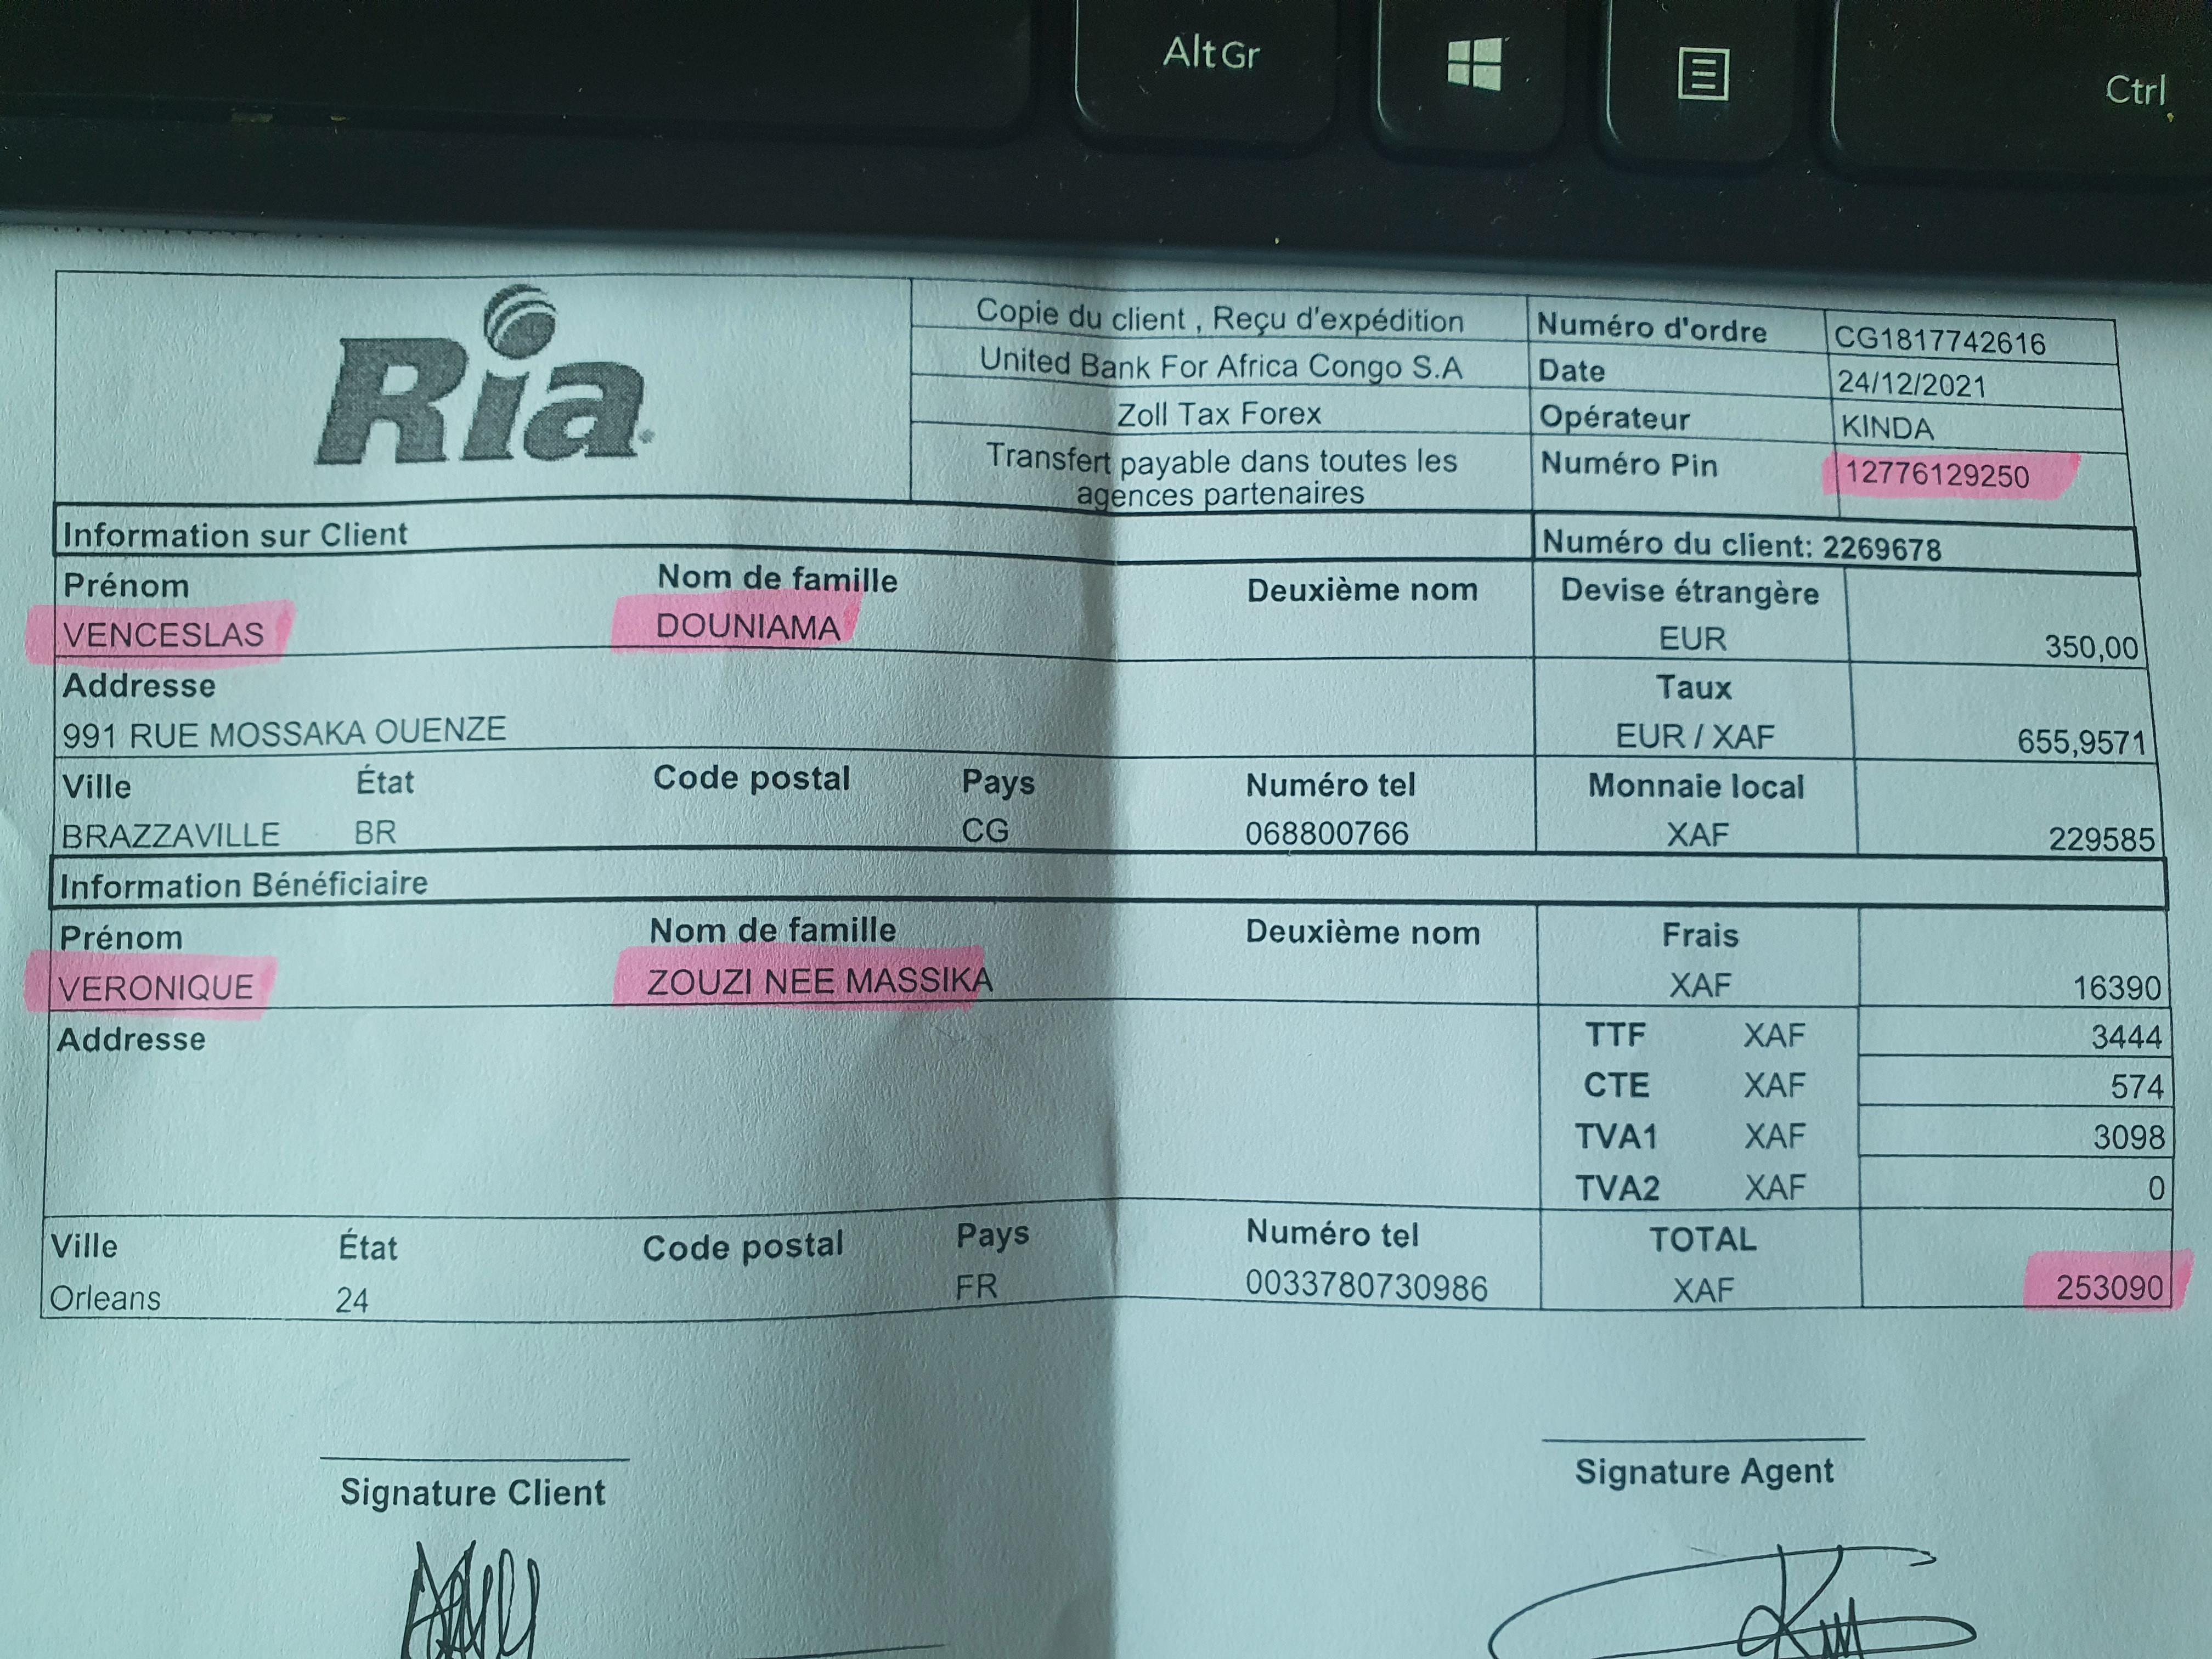 AltGr
Ctrl
Ria
Copie du client , Reçu d'expédition
United Bank For Africa Congo S.A
Zoll Tax Forex
Transfert payable dans toutes les
agences partenaires
Numéro d'ordre CG1817742616
Date 24/12/2021
Opérateur KINDA
Numéro Pin 12776129250
Information sur Client
Numéro du client: 2269678
Prénom Nom de famille Deuxième nom
VENCESLAS DOUNIAMA
Devise étrangère
EUR 350,00
Addresse
991 RUE MOSSAKA OUENZE
Taux
EUR / XAF 655,9571
Ville État Code postal Pays Numéro tel
BRAZZAVILLE BR CG 068800766
Monnaie local
XAF 229585
Information Bénéficiaire
Prénom Nom de famille Deuxième nom
VERONIQUE ZOUZI NEE MASSIKA
Frais
XAF 16390
Addresse
TTF XAF 3444
CTE XAF 574
TVA1 XAF 3098
TVA2 XAF 0
Ville État Code postal Pays Numéro tel
Orleans 24 FR 0033780730986
TOTAL
XAF 253090
Signature Client
Signature Agent